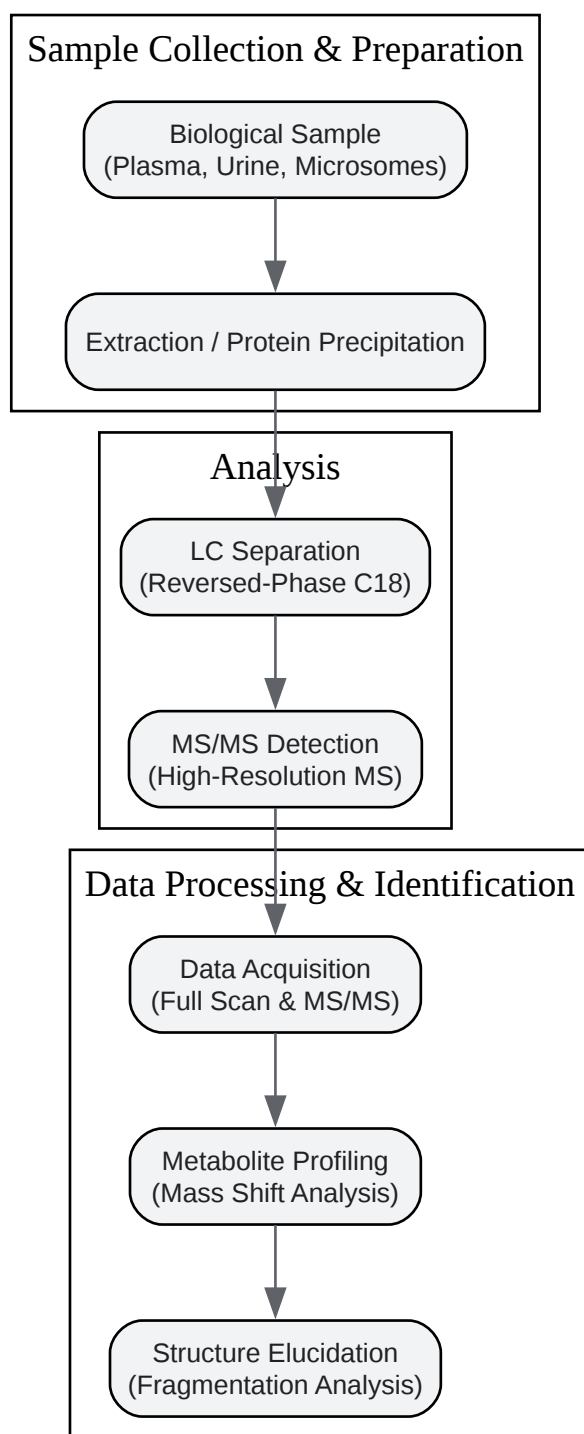 Sample Collection & Preparation
Biological Sample
(Plasma, Urine, Microsomes)
Extraction / Protein Precipitation
Analysis
LC Separation
(Reversed-Phase C18)
MS/MS Detection
(High-Resolution MS)
Data Processing & Identification
Data Acquisition
(Full Scan & MS/MS)
Metabolite Profiling
(Mass Shift Analysis)
Structure Elucidation
(Fragmentation Analysis)